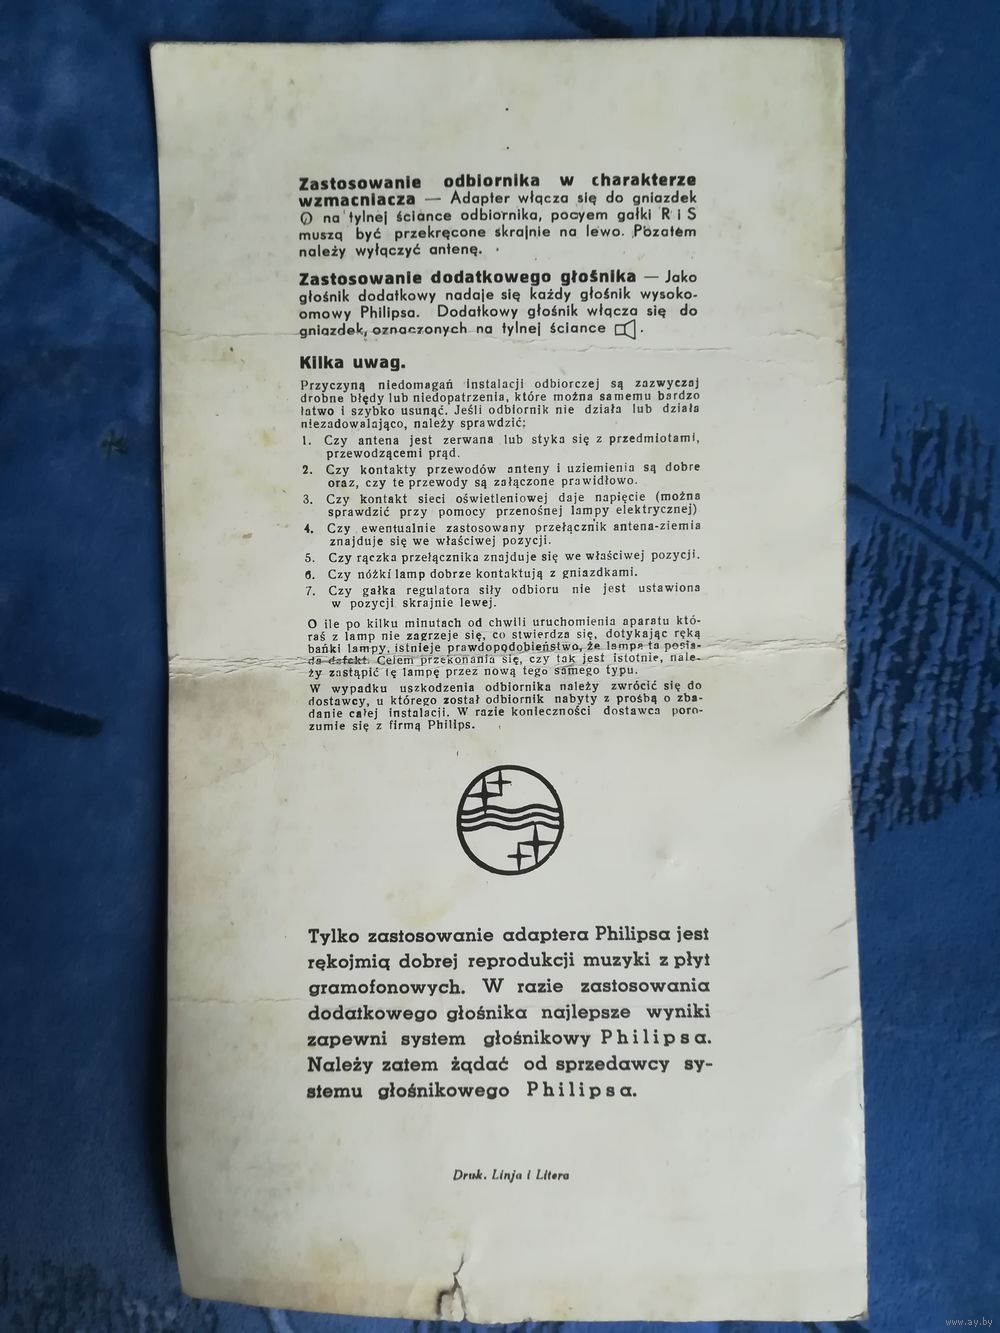 Zastosowanie odbiornika w charakterze
wzmacniacza — Adapter włącza się do gniazdek
na tylnej ściance odbiornika, poczem gałki R i S
muszą być przekręcone skrajnie na lewo. Pozatem
należy wyłączyć antenę.
Zastosowanie dodatkowego głośnika — Jako
głośnik dodatkowy nadaje się każdy głośnik wysoko-
omowy Philipsa. Dodatkowy głośnik włącza się do
gniazdek, oznaczonych na tylnej ściance.
Kilka uwag.
Przyczyną niedomagań instalacji odbiorczej są zazwyczaj
drobne błędy lub niedopatrzenia, które można samemu bardzo
łatwo i szybko usunąć. Jeśli odbiornik nie działa lub działa
niezadowalająco, należy sprawdzić:
1. Czy antena jest zerwana lub styka się z przedmiotami,
przewodzącemi prąd.
2. Czy kontakty przewodów anteny i uziemienia są dobre
oraz, czy te przewody są załączone prawidłowo.
3. Czy kontakt sieci oświetleniowej daje napięcie (można
sprawdzić przy pomocy przenośnej lampy elektrycznej)
4. Czy ewentualnie zastosowany przełącznik antena-ziemia
znajduje się we właściwej pozycji.
5. Czy rączka przełącznika znajduje się we właściwej pozycji.
6. Czy nóżki lamp dobrze kontaktują z gniazdkami.
7. Czy gałka regulatora siły odbioru nie jest ustawiona
w pozycji skrajnie lewej.
O ile po kilku minutach od chwili uruchomienia aparatu któ-
raś z lamp nie zagrzeje się, co stwierdza się, dotykając ręką
bańki lampy, istnieje prawdopodobieństwo, że lampa ta posia-
da defekt. Celem przekonania się, czy tak jest istotnie, nale-
ży zastąpić tę lampę przez nową tego samego typu.
W wypadku uszkodzenia odbiornika należy zwrócić się do
dostawcy, u którego został odbiornik nabyty z prośbą o zba-
danie całej instalacji. W razie konieczności dostawca poro-
zumie się z firmą Philips.
Tylko zastosowanie adaptera Philipsa jest
rękojmią dobrej reprodukcji muzyki z płyt
gramofonowych. W razie zastosowania
dodatkowego głośnika najlepsze wyniki
zapewni system głośnikowy Philipsa.
Należy zatem żądać od sprzedawcy sy-
stemu głośnikowego Philipsa.
Druk. Linja i Litera
www.ay.by